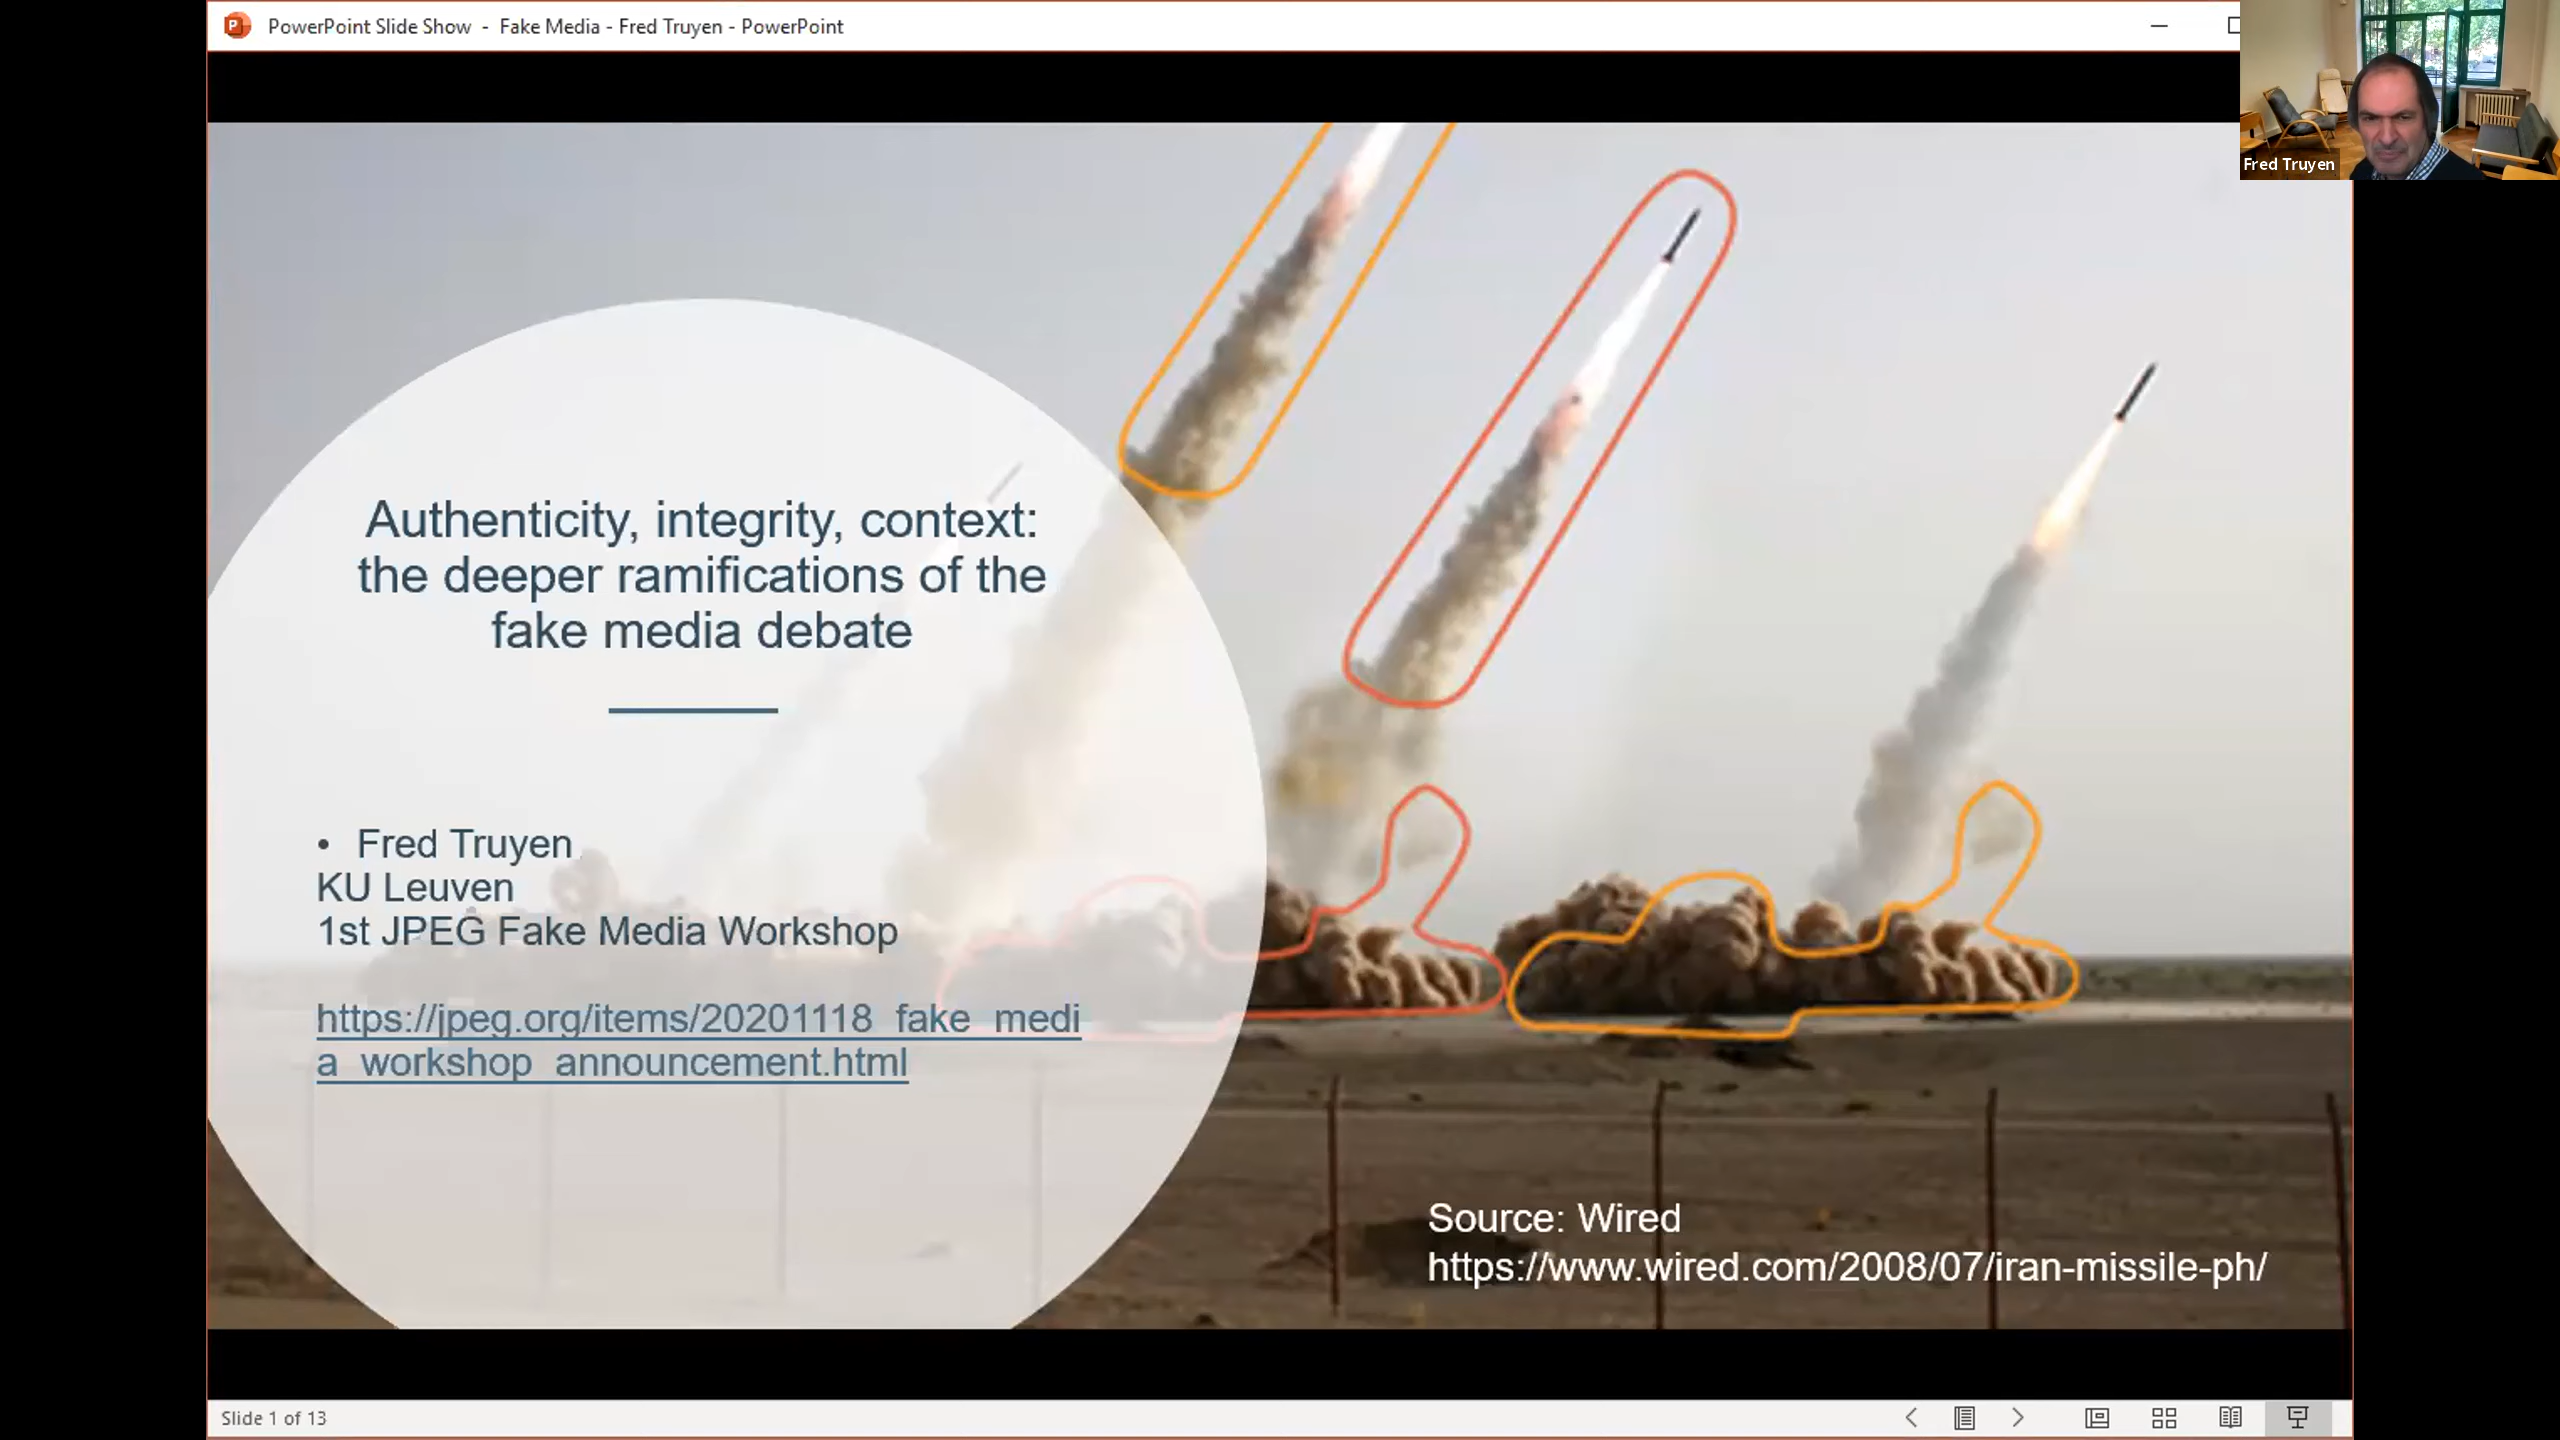 PowerPoint Slide Show - Fake Media - Fred Truyen - PowerPoint
Fred Truyen
Authenticity, integrity, context:
the deeper ramifications of the
fake media debate
• Fred Truyen
KU Leuven
1st JPEG Fake Media Workshop
https://jpeg.org/items/20201118_fake_medi
a_workshop_announcement.html
Source: Wired
https://www.wired.com/2008/07/iran-missile-ph/
Slide 1 of 13